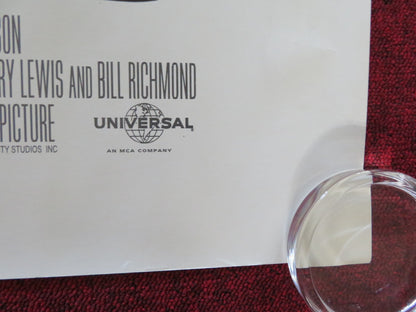 SON
RY LEWIS AND BILL RICHMOND
PICTURE
UNIVERSAL
TY STUDIOS INC
AN MCA COMPANY